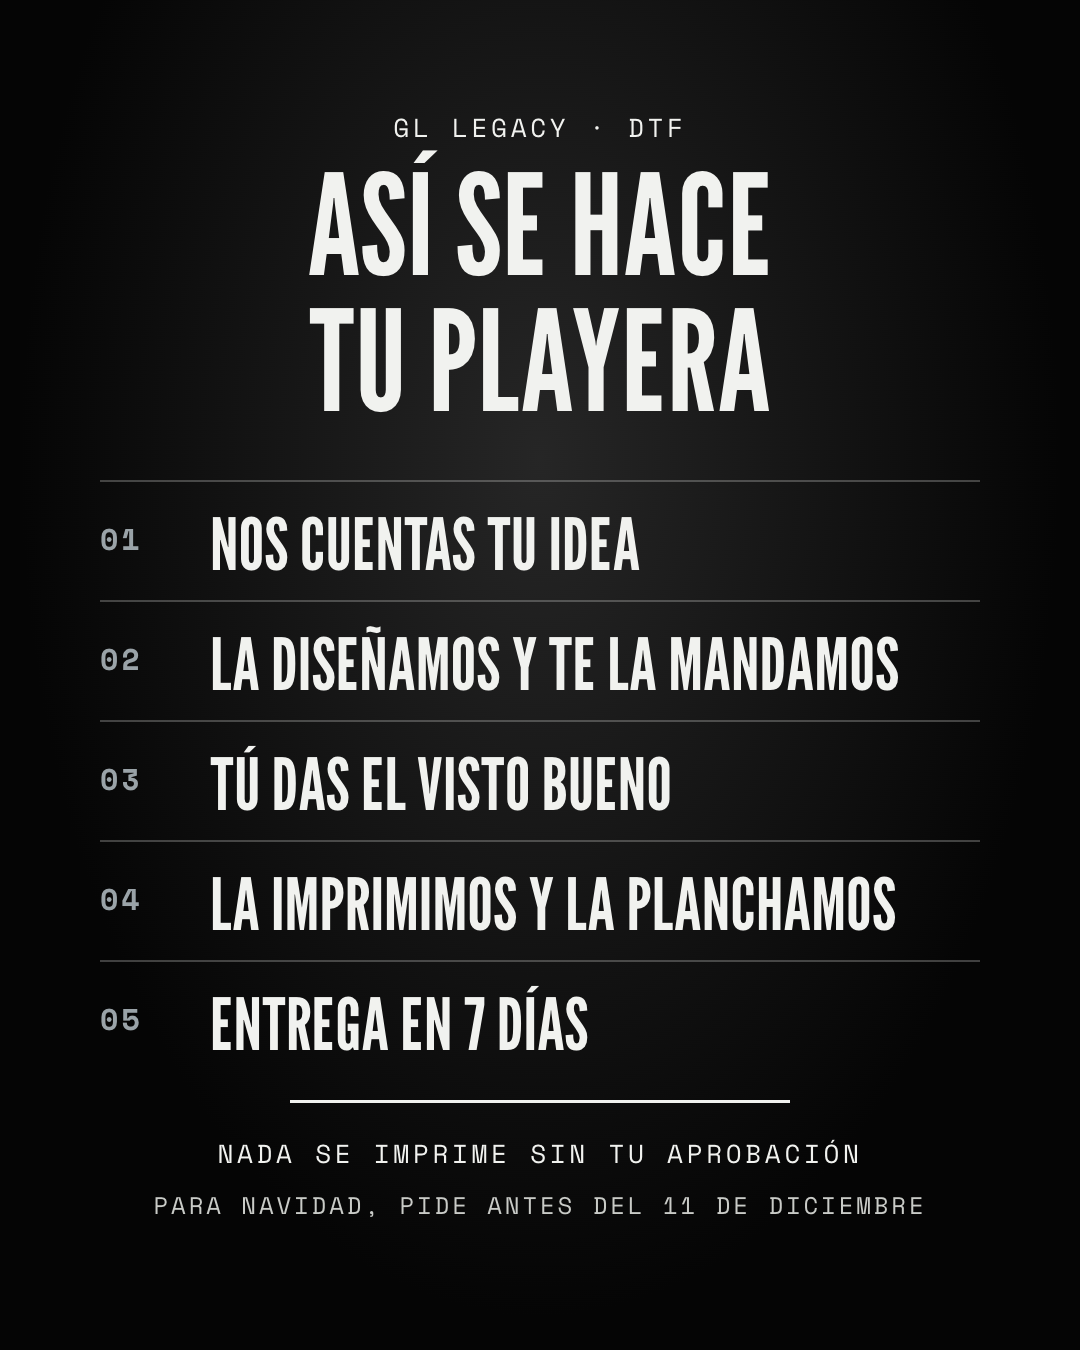 GL LEGACY · DTF
ASÍ SE HACE
TU PLAYERA
01 NOS CUENTAS TU IDEA
02 LA DISEÑAMOS Y TE LA MANDAMOS
03 TÚ DAS EL VISTO BUENO
04 LA IMPRIMIMOS Y LA PLANCHAMOS
05 ENTREGA EN 7 DÍAS
NADA SE IMPRIME SIN TU APROBACIÓN
PARA NAVIDAD, PIDE ANTES DEL 11 DE DICIEMBRE